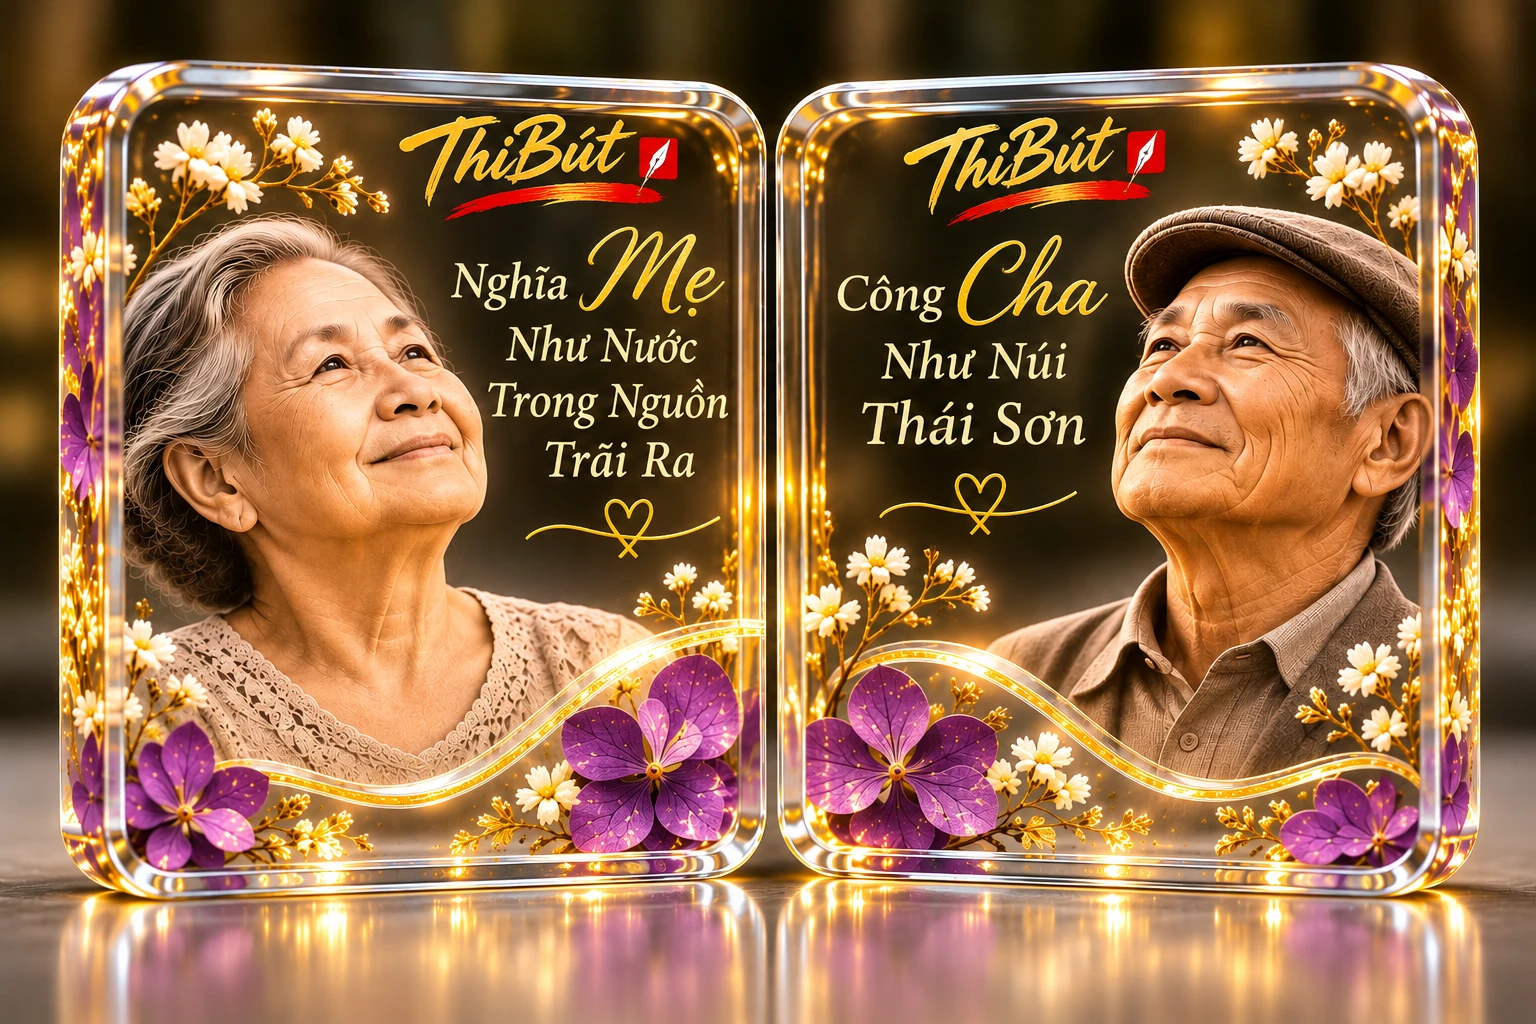 ThiBút
Nghĩa Mẹ
Như Nước
Trong Nguồn
Trãi Ra
ThiBút
Công Cha
Như Núi
Thái Sơn